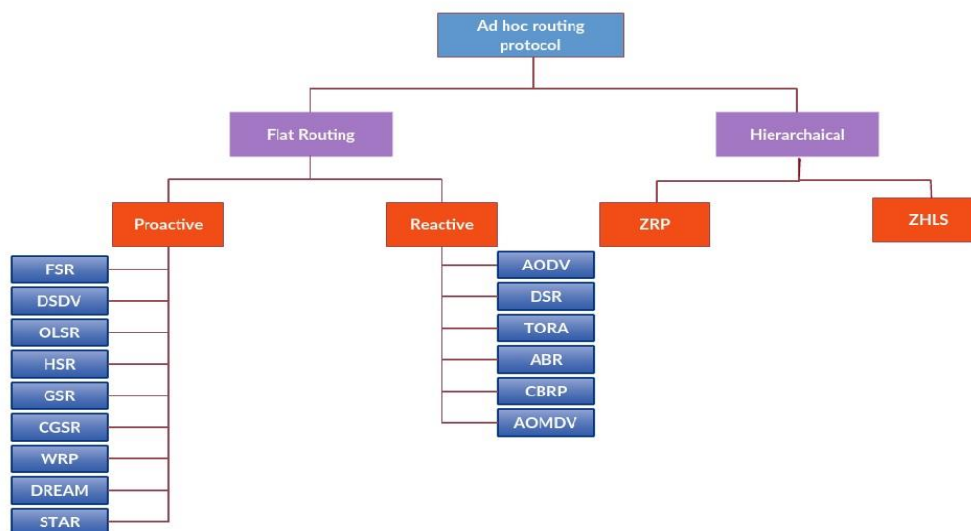 Ad hoc routing
protocol
Flat Routing
Hierarchaical
Proactive
Reactive
ZRP
ZHLS
FSR
DSDV
OLSR
HSR
GSR
CGSR
WRP
DREAM
STAR
AODV
DSR
TORA
ABR
CBRP
AOMDV